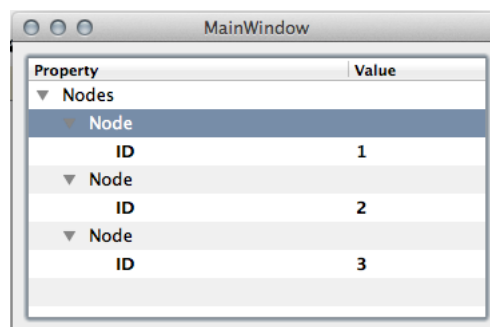 MainWindow
Property Value
Nodes
Node
ID 1
Node
ID 2
Node
ID 3